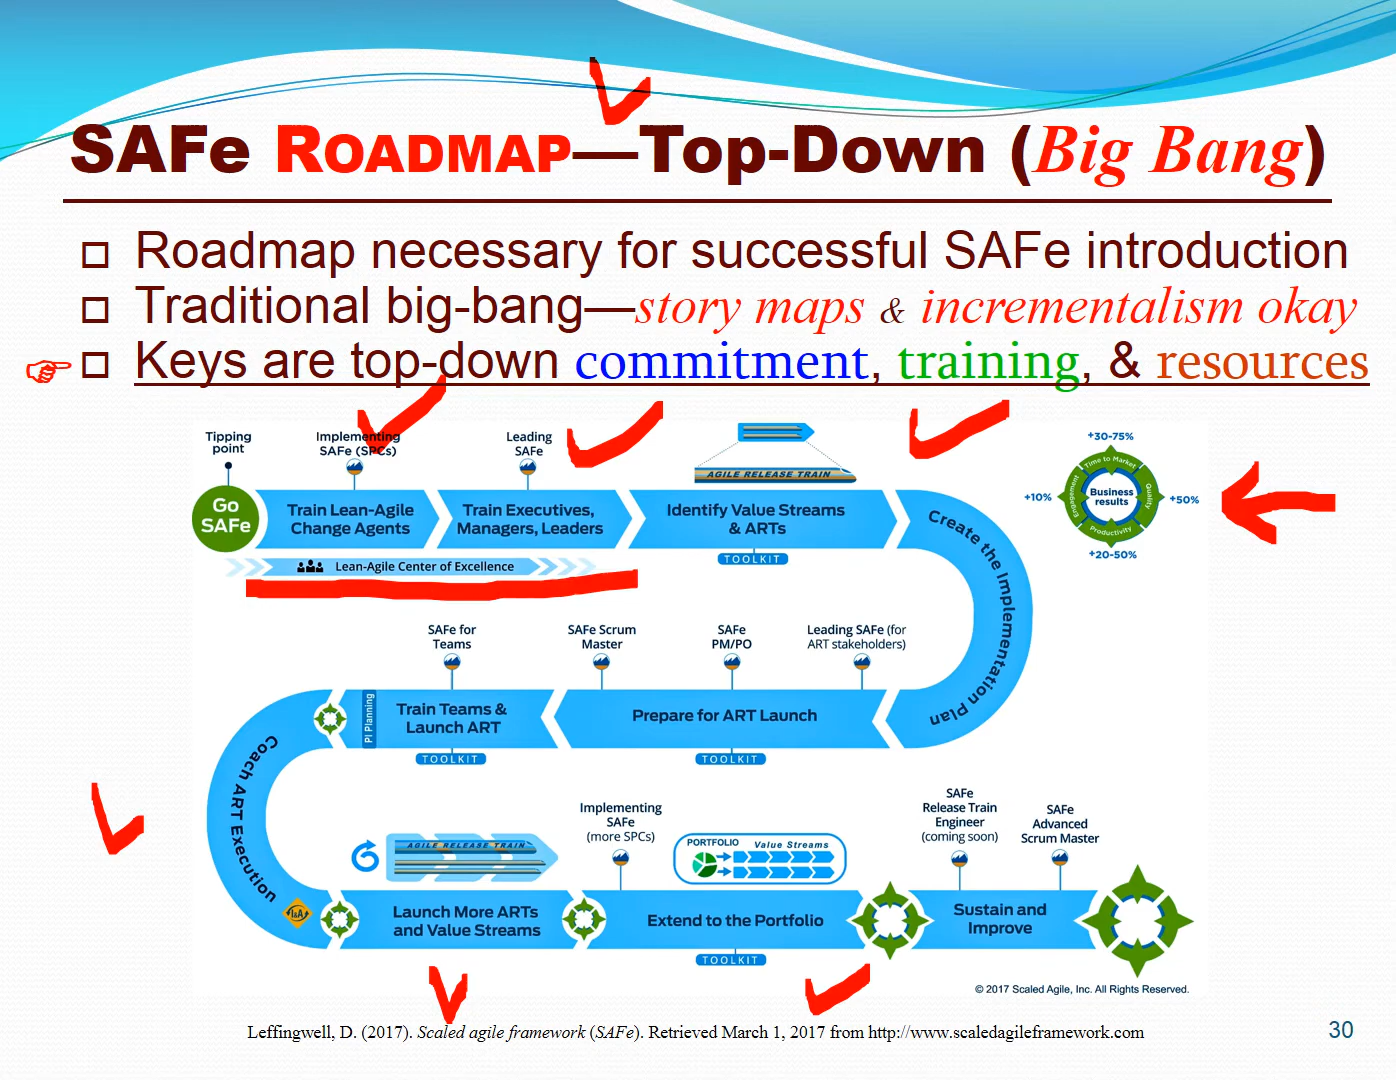 SAFe ROADMAP—Top-Down (Big Bang)
Roadmap necessary for successful SAFe introduction
Traditional big-bang—story maps & incrementalism okay
Keys are top-down commitment, training, & resources
Tipping
point
Implementing
SAFe (SPCs)
Leading
SAFe
AGILE RELEASE TRAIN
+30-75%
Time to Market
+10%
Engagement
Business
results
Quality
+50%
Productivity
+20-50%
Go
SAFe
Train Lean-Agile
Change Agents
Train Executives,
Managers, Leaders
Identify Value Streams
& ARTs
TOOLKIT
Lean-Agile Center of Excellence
Create the Implementation Plan
SAFe for
Teams
SAFe Scrum
Master
SAFe
PM/PO
Leading SAFe (for
ART stakeholders)
PI Planning
Train Teams &
Launch ART
Prepare for ART Launch
TOOLKIT
TOOLKIT
Coach ART Execution
I&A
AGILE RELEASE TRAIN
Implementing
SAFe
(more SPCs)
PORTFOLIO
Value Streams
SAFe
Release Train
Engineer
(coming soon)
SAFe
Advanced
Scrum Master
Launch More ARTs
and Value Streams
Extend to the Portfolio
Sustain and
Improve
TOOLKIT
© 2017 Scaled Agile, Inc. All Rights Reserved.
Leffingwell, D. (2017). Scaled agile framework (SAFe). Retrieved March 1, 2017 from http://www.scaledagileframework.com
30